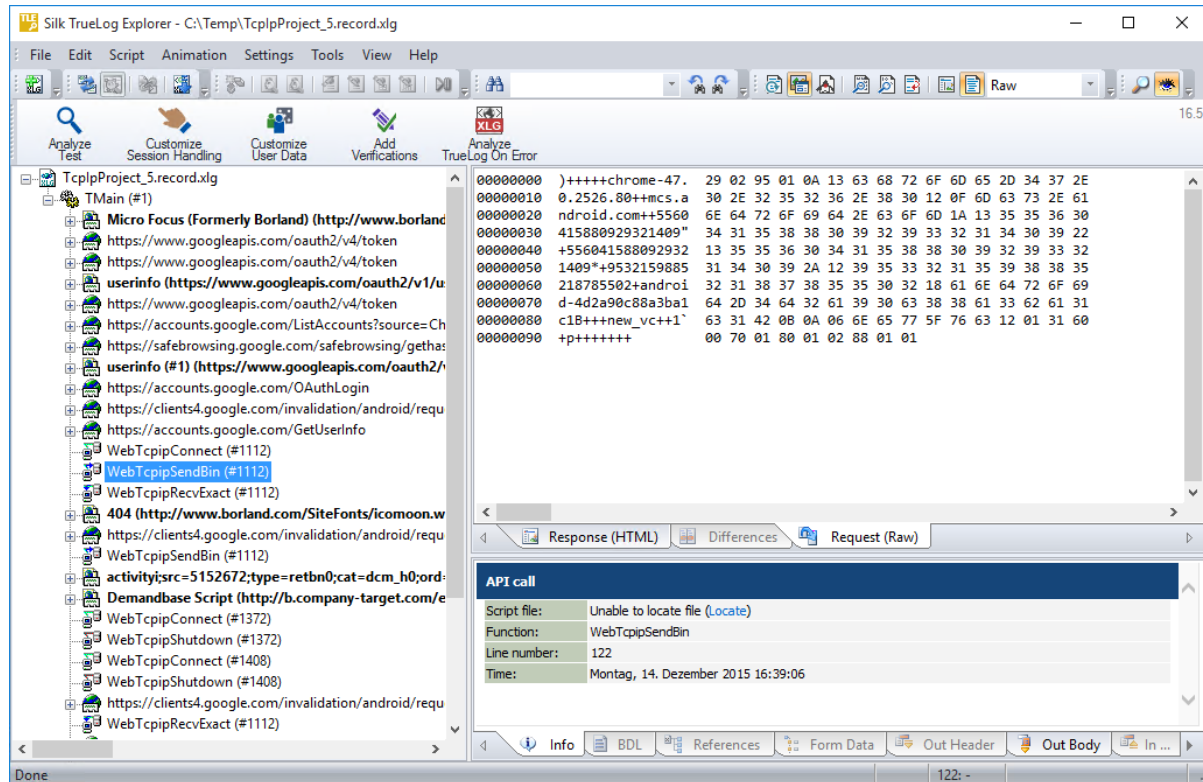 Silk TrueLog Explorer - C:\Temp\TcpIpProject_5.record.xlg
File Edit Script Animation Settings Tools View Help
Raw
Analyze Test
Customize Session Handling
Customize User Data
Add Verifications
XLG
Analyze TrueLog On Error
16.5
TcpIpProject_5.record.xlg
TMain (#1)
Micro Focus (Formerly Borland) (http://www.borland
https://www.googleapis.com/oauth2/v4/token
https://www.googleapis.com/oauth2/v4/token
userinfo (https://www.googleapis.com/oauth2/v1/u
https://www.googleapis.com/oauth2/v4/token
https://accounts.google.com/ListAccounts?source=Ch
https://safebrowsing.google.com/safebrowsing/gethas
userinfo (#1) (https://www.googleapis.com/oauth2/
https://accounts.google.com/OAuthLogin
https://clients4.google.com/invalidation/android/requ
https://accounts.google.com/GetUserInfo
WebTcpipConnect (#1112)
WebTcpipSendBin (#1112)
WebTcpipRecvExact (#1112)
404 (http://www.borland.com/SiteFonts/icomoon.w
https://clients4.google.com/invalidation/android/requ
WebTcpipSendBin (#1112)
activityi;src=5152672;type=retbn0;cat=dcm_h0;ord=
Demandbase Script (http://b.company-target.com/e
WebTcpipConnect (#1372)
WebTcpipShutdown (#1372)
WebTcpipConnect (#1408)
WebTcpipShutdown (#1408)
https://clients4.google.com/invalidation/android/requ
WebTcpipRecvExact (#1112)
00000000 )+++++chrome-47. 29 02 95 01 0A 13 63 68 72 6F 6D 65 2D 34 37 2E
00000010 0.2526.80++mcs.a 30 2E 32 35 32 36 2E 38 30 12 0F 6D 63 73 2E 61
00000020 ndroid.com++5560 6E 64 72 6F 69 64 2E 63 6F 6D 1A 13 35 35 36 30
00000030 415880929321409" 34 31 35 38 38 30 39 32 39 33 32 31 34 30 39 22
00000040 +556041588092932 13 35 35 36 30 34 31 35 38 38 30 39 32 39 33 32
00000050 1409*+9532159885 31 34 30 39 2A 12 39 35 33 32 31 35 39 38 38 35
00000060 218785502+androi 32 31 38 37 38 35 35 30 32 18 61 6E 64 72 6F 69
00000070 d-4d2a90c88a3ba1 64 2D 34 64 32 61 39 30 63 38 38 61 33 62 61 31
00000080 c1B+++new_vc++1` 63 31 42 0B 0A 06 6E 65 77 5F 76 63 12 01 31 60
00000090 +p+++++++ 00 70 01 80 01 02 88 01 01
Response (HTML) Differences Request (Raw)
API call
Script file: Unable to locate file (Locate)
Function: WebTcpipSendBin
Line number: 122
Time: Montag, 14. Dezember 2015 16:39:06
Info BDL References Form Data Out Header Out Body In ...
Done
122: -